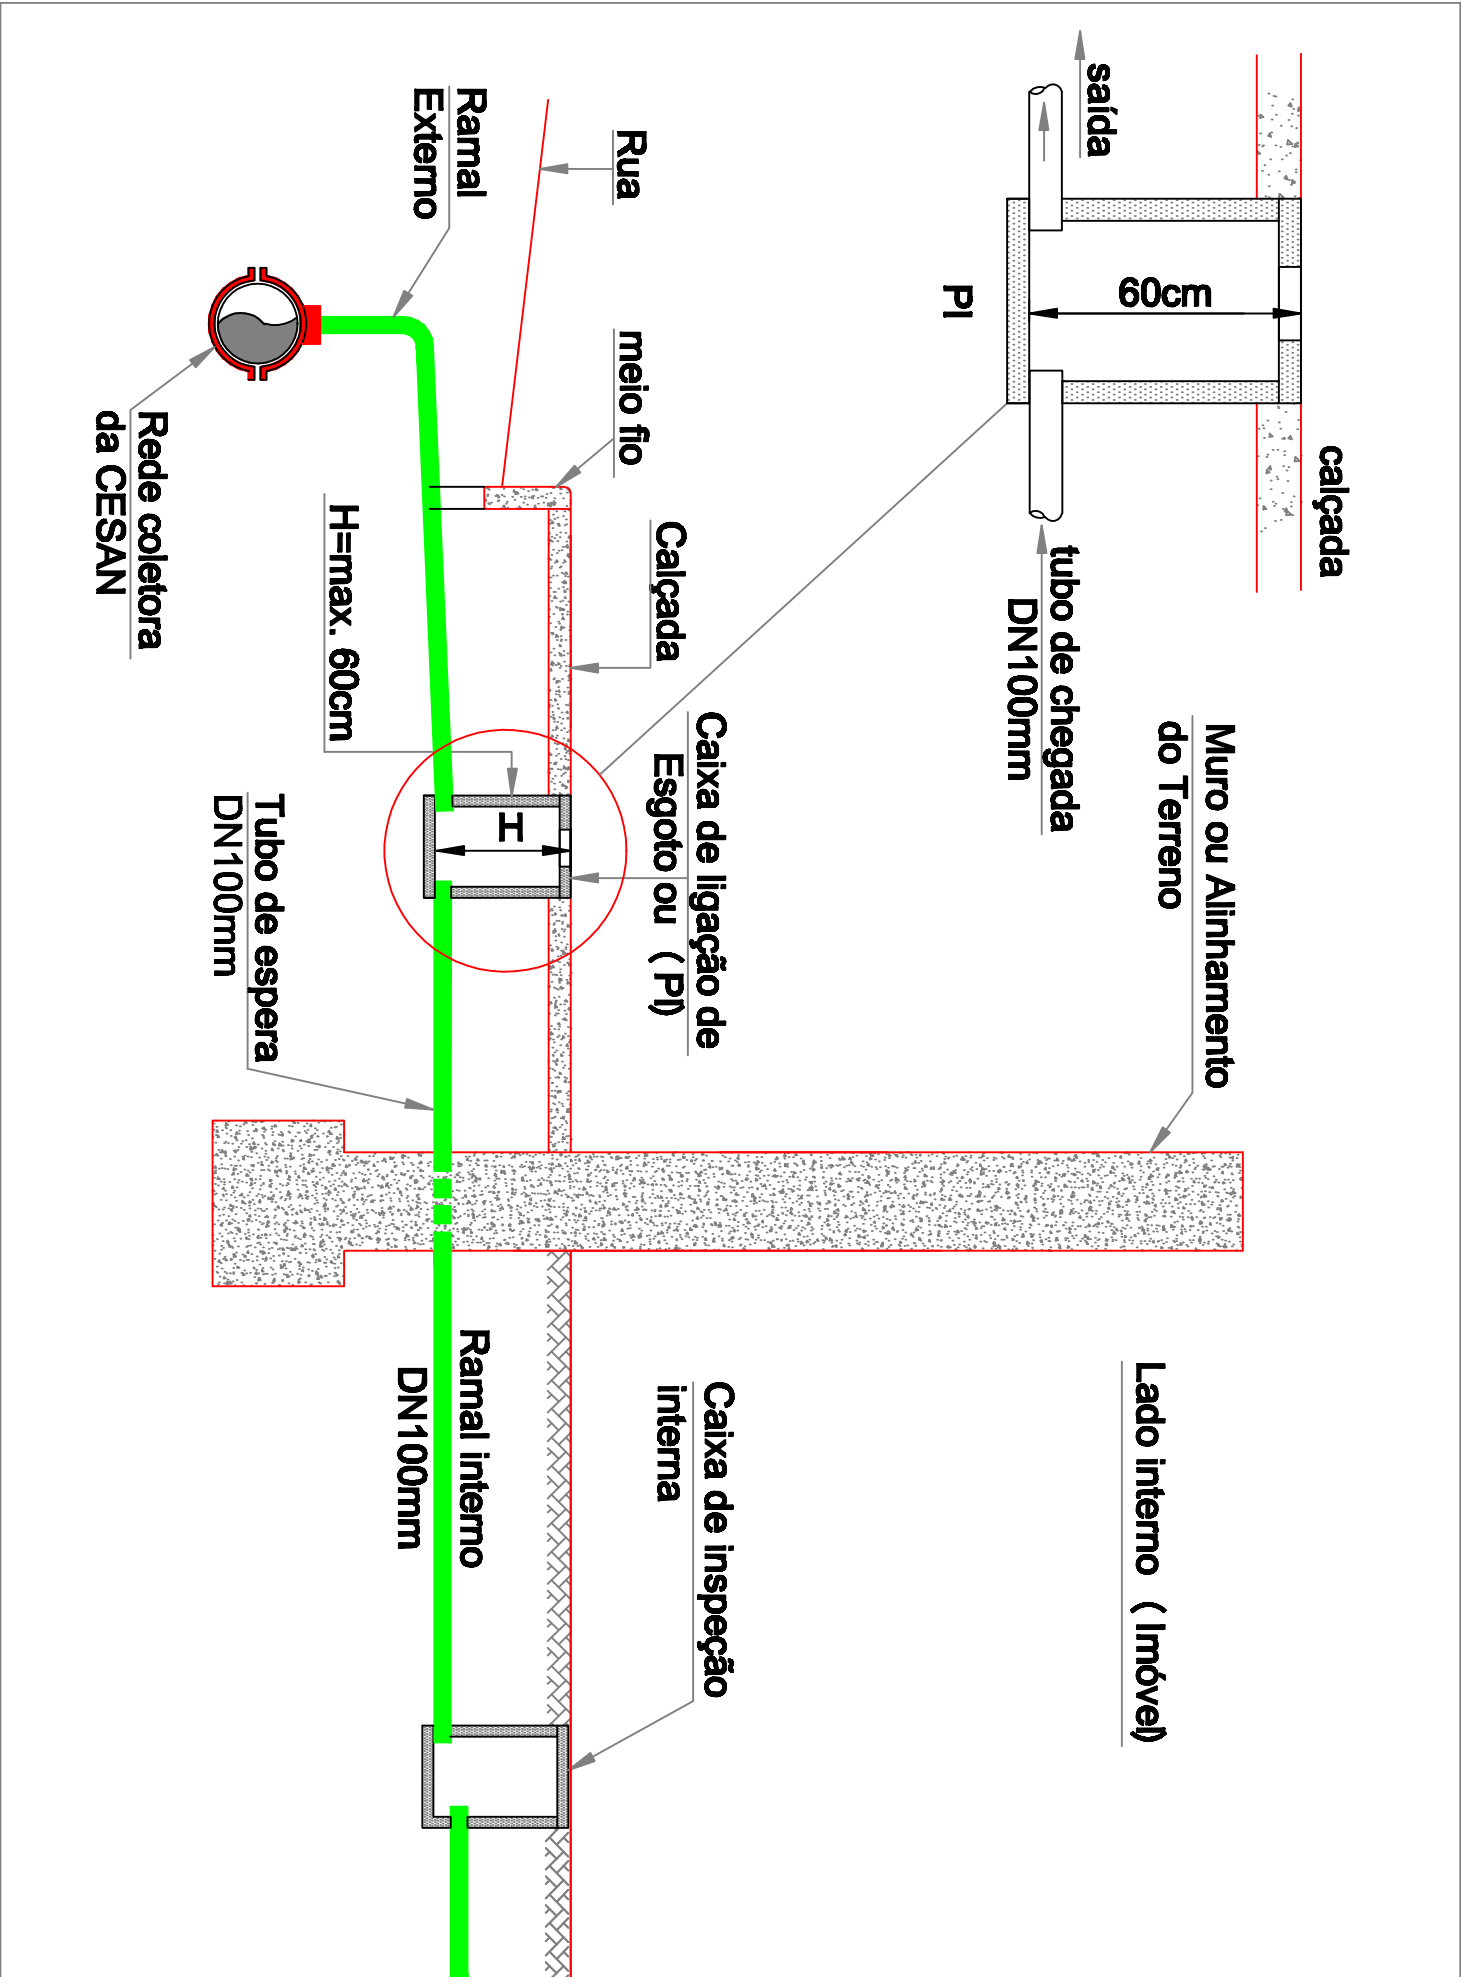 calçada
saída
60cm
PI
tubo de chegada
DN100mm
Muro ou Alinhamento
do Terreno
Lado interno ( Imóvel)
Rua
meio fio
Calçada
Caixa de ligação de
Esgoto ou ( PI)
Caixa de inspeção
interna
Ramal
Externo
H
Ramal interno
DN100mm
H=max. 60cm
Tubo de espera
DN100mm
Rede coletora
da CESAN